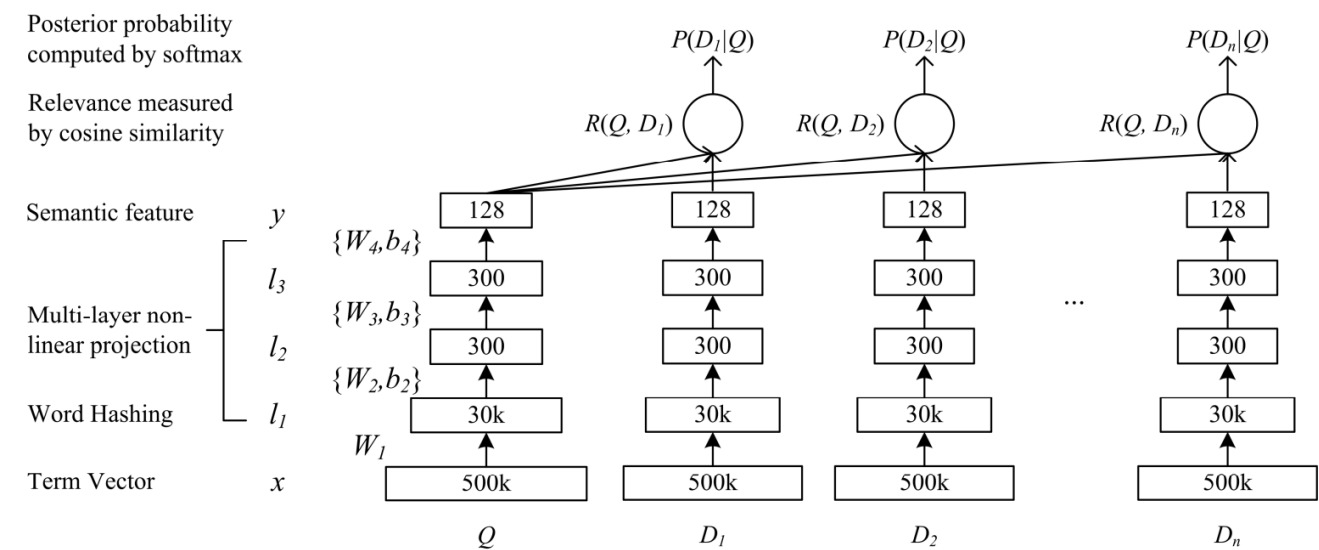 Posterior probability
computed by softmax
P(D₁|Q) P(D₂|Q) P(Dₙ|Q)
Relevance measured
by cosine similarity
R(Q, D₁) R(Q, D₂) R(Q, Dₙ)
Semantic feature y 128 128 128 128
{W₄,b₄}
l₃ 300 300 300 300
{W₃,b₃} ...
Multi-layer non-
linear projection
l₂ 300 300 300 300
{W₂,b₂}
Word Hashing l₁ 30k 30k 30k 30k
W₁
Term Vector x 500k 500k 500k 500k
Q D₁ D₂ Dₙ